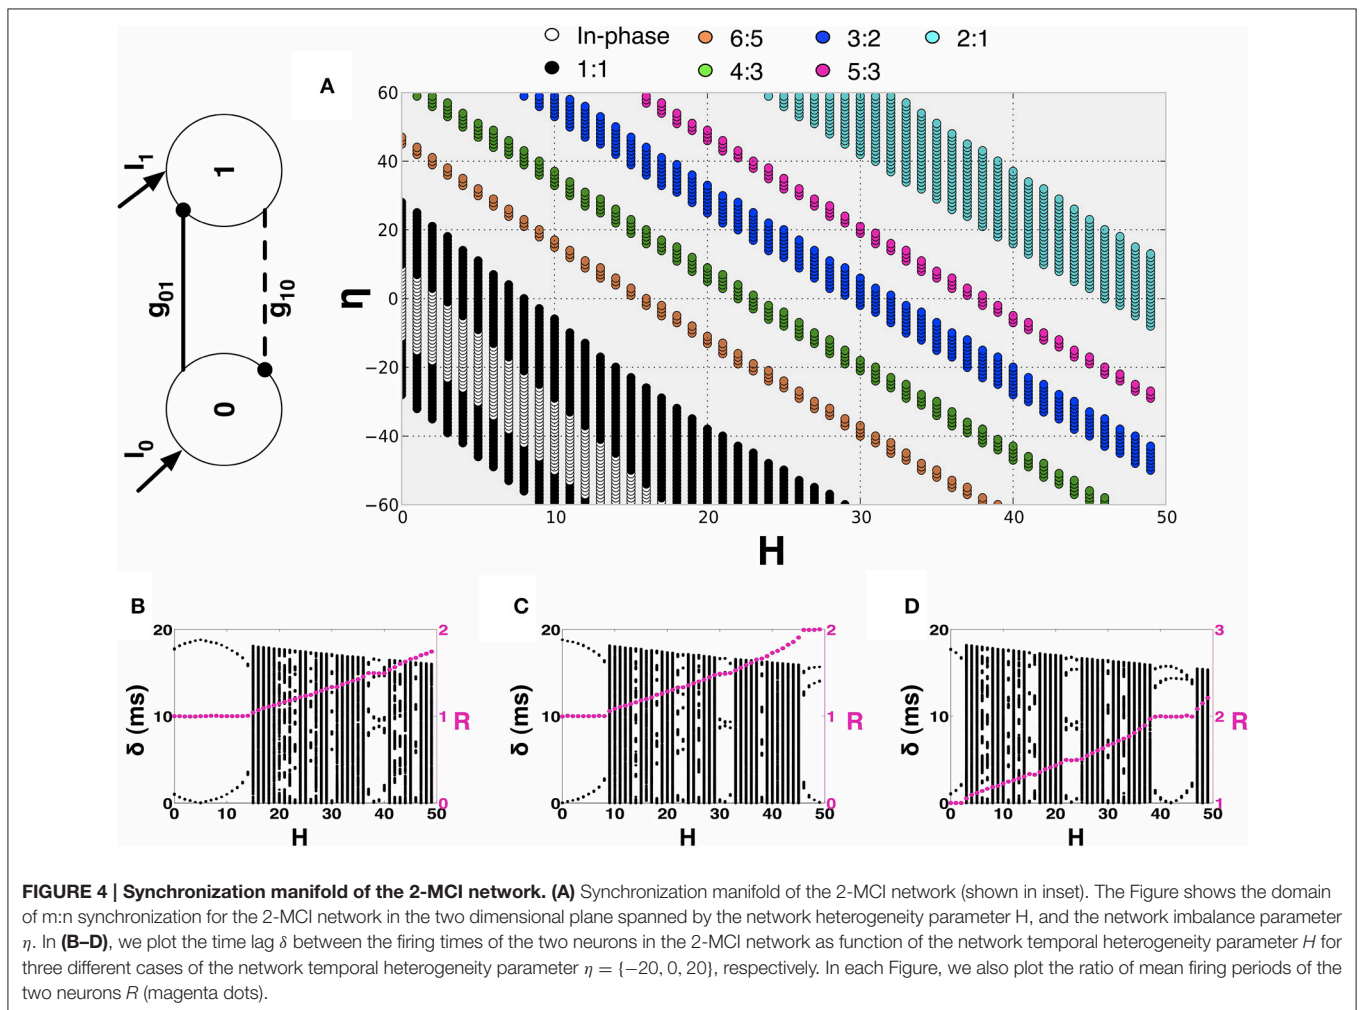 In-phase
6:5
3:2
2:1
1:1
4:3
5:3
A
60
40
20
0
−20
−40
−60
η
0
10
20
30
40
50
H
1
I1
g01
g10
0
I0
B
20
10
0
δ (ms)
2
1
0
R
0 10 20 30 40 50
H
C
20
10
0
δ (ms)
2
1
0
R
0 10 20 30 40 50
H
D
20
10
0
δ (ms)
3
2
1
R
0 10 20 30 40 50
H
FIGURE 4 | Synchronization manifold of the 2-MCI network. (A) Synchronization manifold of the 2-MCI network (shown in inset). The Figure shows the domain
of m:n synchronization for the 2-MCI network in the two dimensional plane spanned by the network heterogeneity parameter H, and the network imbalance parameter
η. In (B–D), we plot the time lag δ between the firing times of the two neurons in the 2-MCI network as function of the network temporal heterogeneity parameter H for
three different cases of the network temporal heterogeneity parameter η = {−20, 0, 20}, respectively. In each Figure, we also plot the ratio of mean firing periods of the
two neurons R (magenta dots).